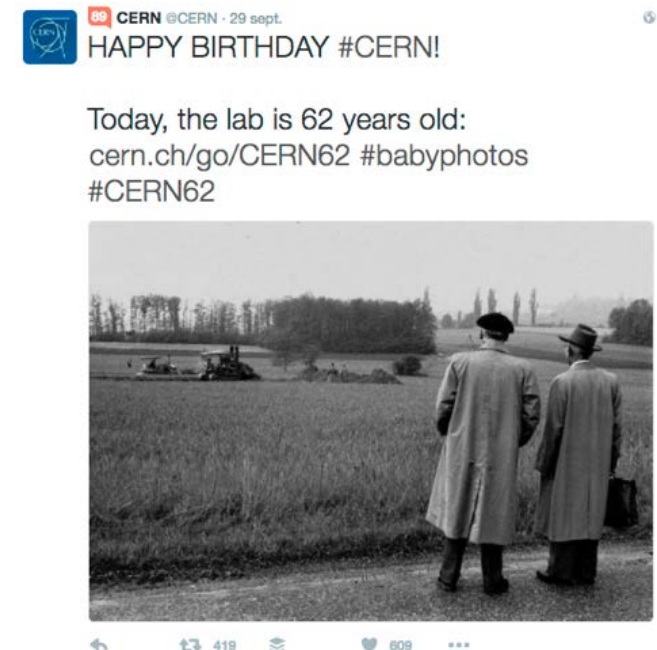 89 CERN @CERN · 29 sept.
HAPPY BIRTHDAY #CERN!
Today, the lab is 62 years old:
cern.ch/go/CERN62 #babyphotos
#CERN62
419 609